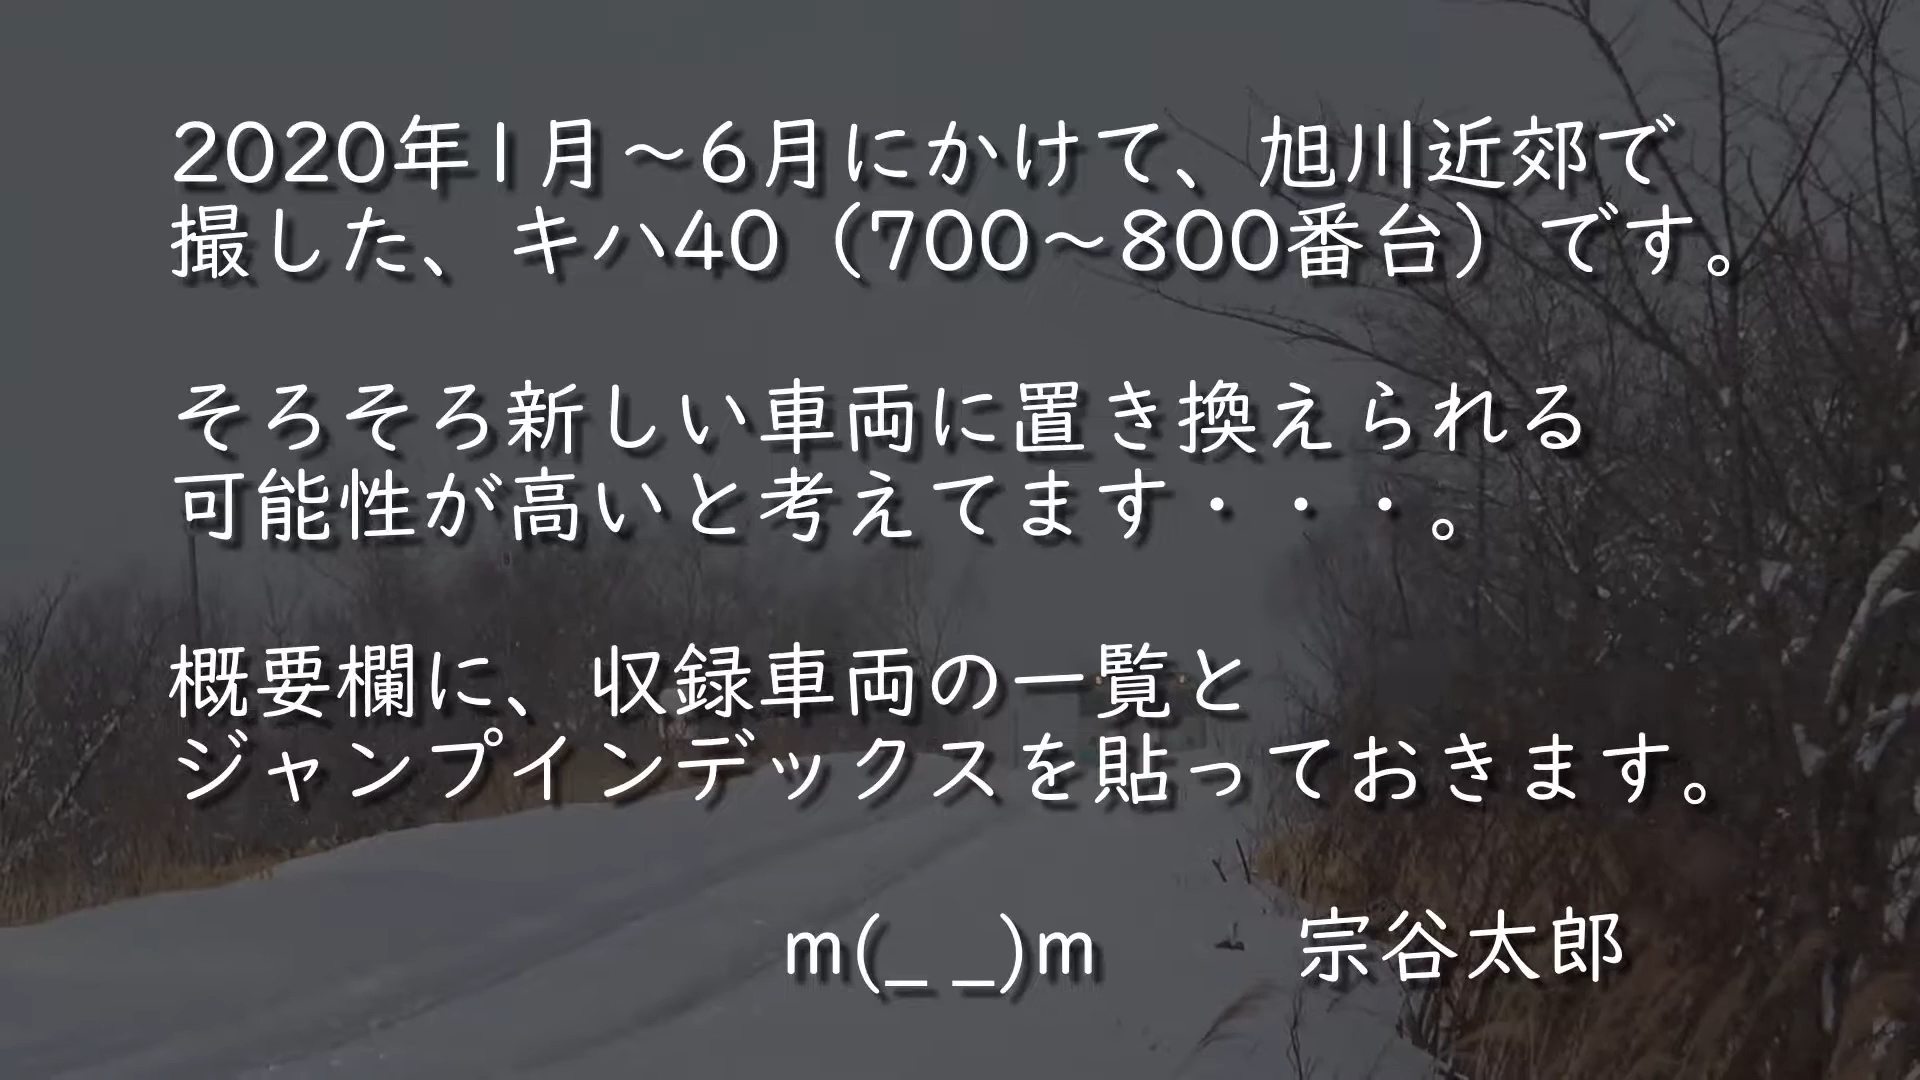 2020年1月～6月にかけて、旭川近郊で
撮した、キハ40（700～800番台）です。
そろそろ新しい車両に置き換えられる
可能性が高いと考えてます・・・。
概要欄に、収録車両の一覧と
ジャンプインデックスを貼っておきます。
m(_ _)m　　宗谷太郎